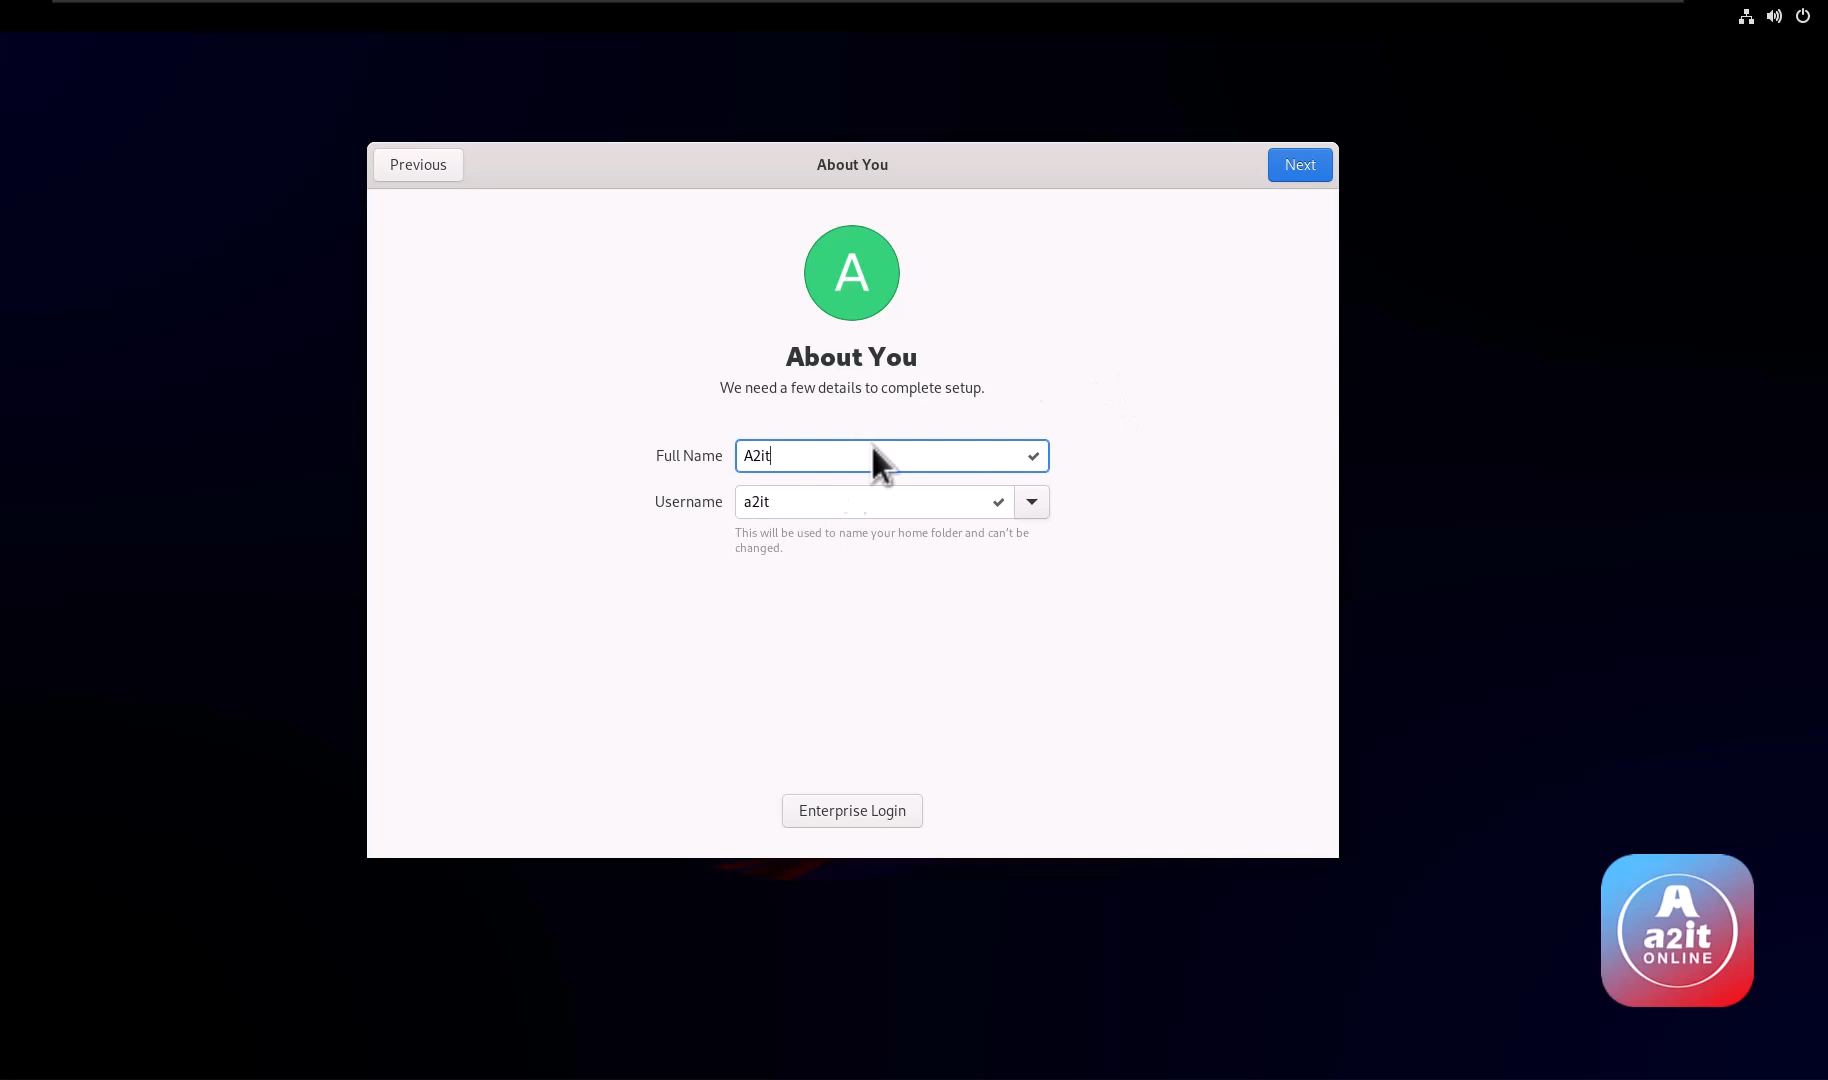 Previous
About You
Next
A
About You
We need a few details to complete setup.
Full Name
A2it
Username
a2it
This will be used to name your home folder and can't be
changed.
Enterprise Login
A
a2it
ONLINE